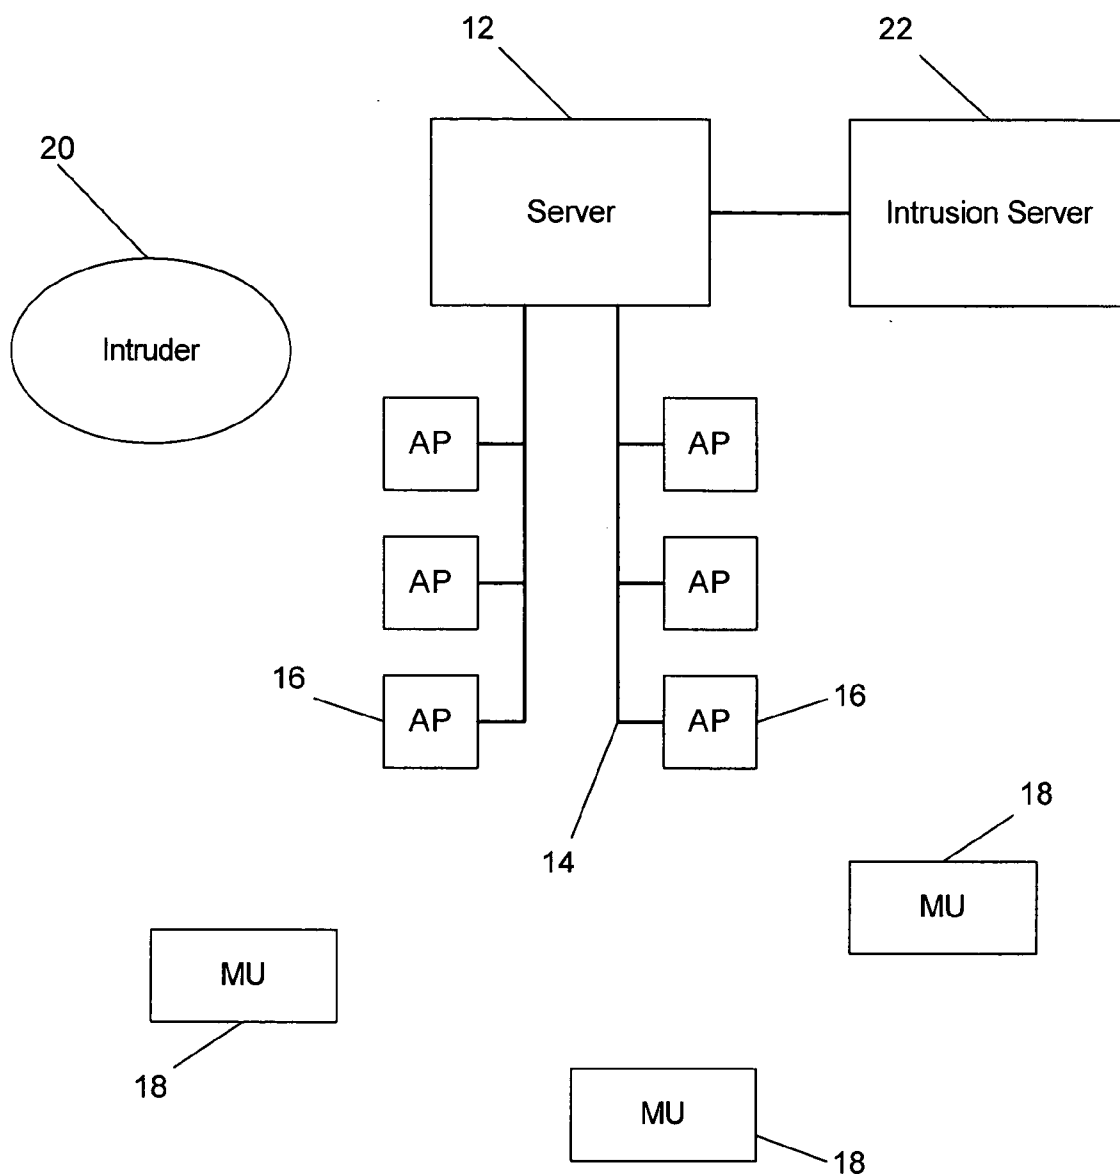 12
22
20
Server
Intrusion Server
Intruder
AP
AP
AP
AP
16
AP
AP
16
14
18
MU
MU
18
MU
18